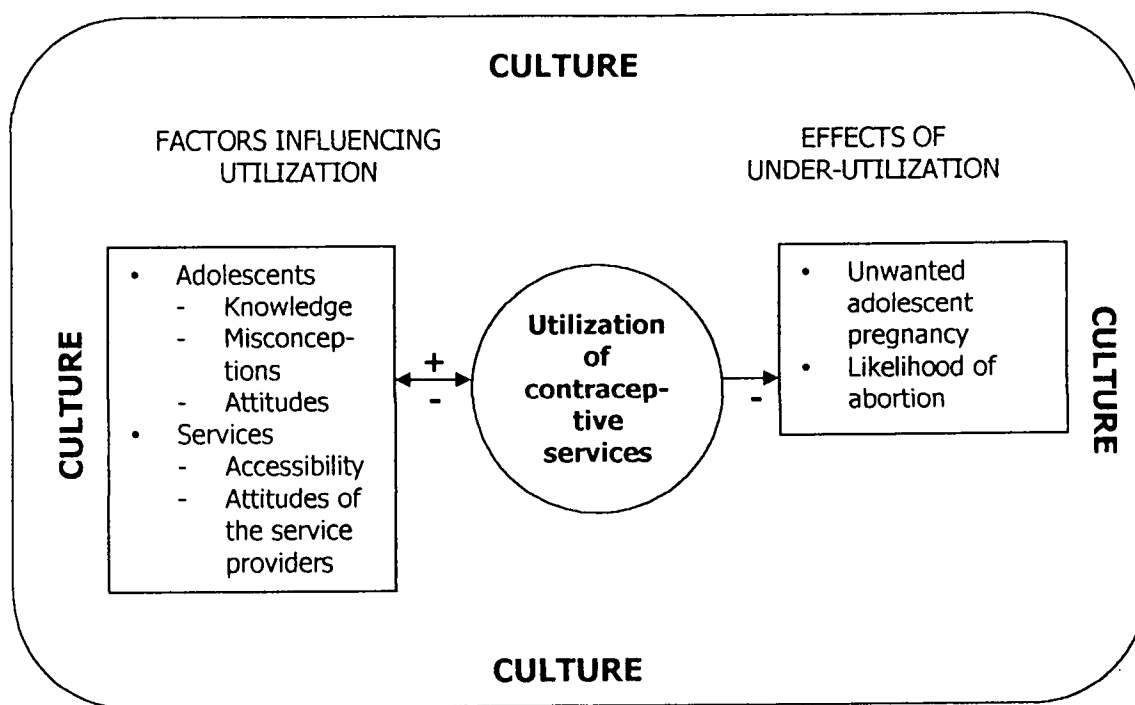 CULTURE
FACTORS INFLUENCING
UTILIZATION
EFFECTS OF
UNDER-UTILIZATION
CULTURE
• Adolescents
- Knowledge
- Misconcep-
tions
- Attitudes
• Services
- Accessibility
- Attitudes of
the service
providers
+
-
Utilization
of
contracep-
tive
services
-
• Unwanted
adolescent
pregnancy
• Likelihood of
abortion
CULTURE
CULTURE